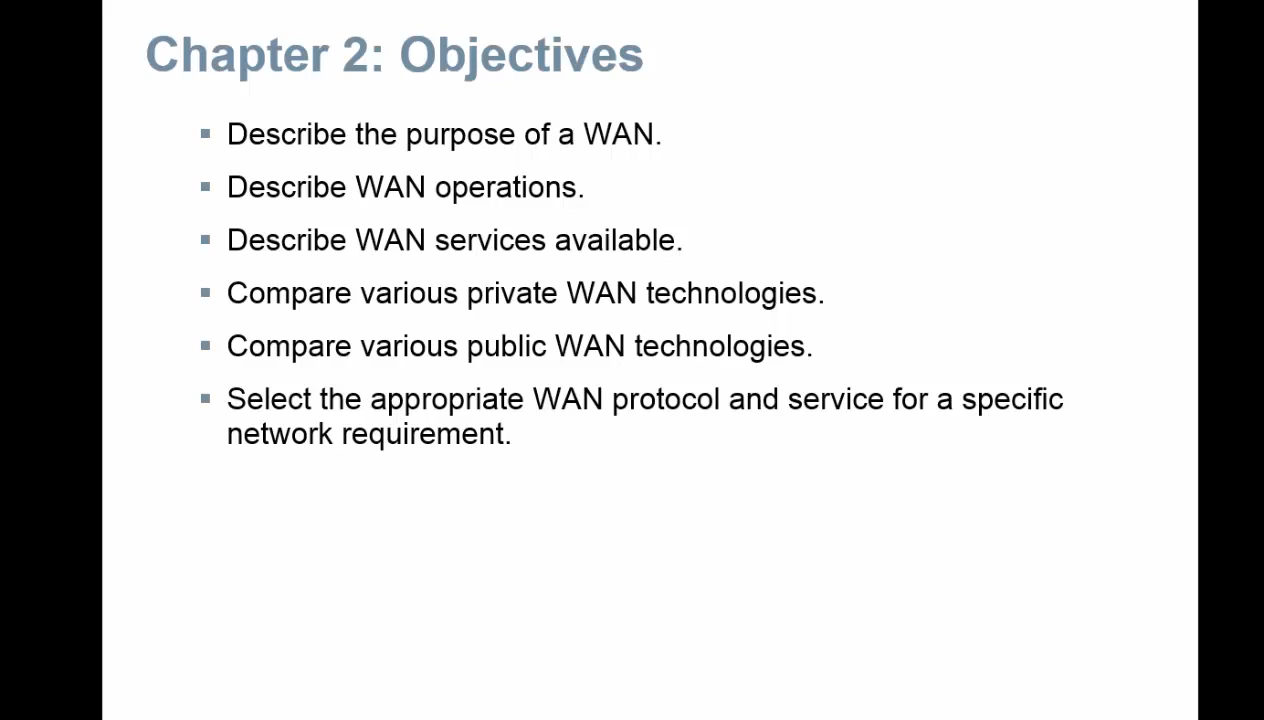 Chapter 2: Objectives
▪ Describe the purpose of a WAN.
▪ Describe WAN operations.
▪ Describe WAN services available.
▪ Compare various private WAN technologies.
▪ Compare various public WAN technologies.
▪ Select the appropriate WAN protocol and service for a specific
network requirement.